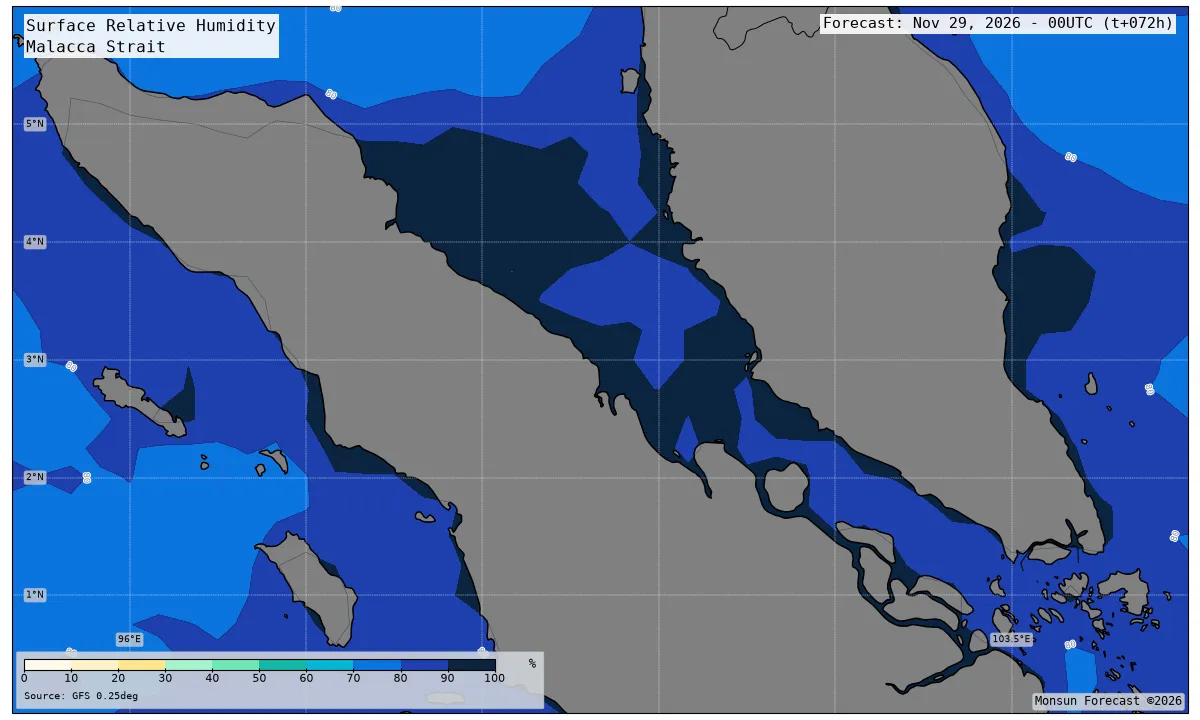 Surface Relative Humidity
Malacca Strait
Forecast: Nov 29, 2026 - 00UTC (t+072h)
80
80
80
5°N
4°N
3°N
80
80
2°N
80
80
1°N
96°E
103.5°E
80
%
0 10 20 30 40 50 60 70 80 90 100
Source: GFS 0.25deg
Monsun Forecast ©2026